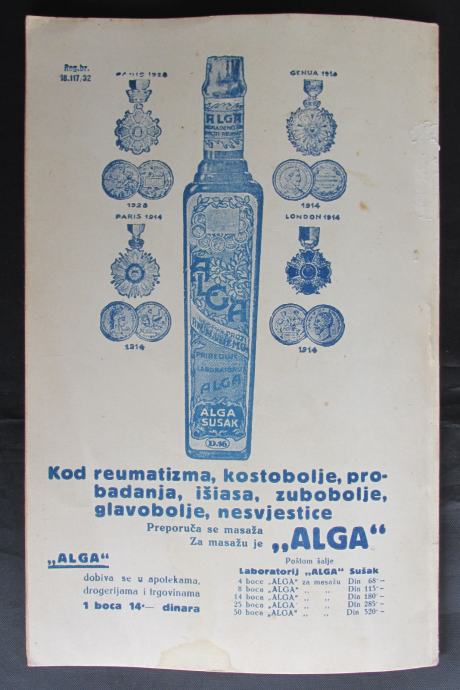 Reg.br.
18.117/32
PARIS 1928
GENUA 1914
1928
1914
PARIS 1914
LONDON 1914
1914
1914
ALGA
ALGA
PRIREDJUJE
LABORATORIJ
ALGA
ALGA
SUŠAK
D.16
Kod reumatizma, kostobolje, pro-
badanja, išiasa, zubobolje,
glavobolje, nesvjestice
Preporuča se masaža
Za masažu je „ALGA“
„ALGA“
dobiva se u apotekama,
drogerijama i trgovinama
1 boca 14·— dinara
Poštom šalje
Laboratorij „ALGA“ Sušak
4 boce „ALGA“ za masažu Din 68·—
8 boca „ALGA“ „ „ Din 115·—
14 boca „ALGA“ „ „ Din 180·—
25 boca „ALGA“ „ „ Din 285·—
50 boca „ALGA“ „ „ Din 520·—